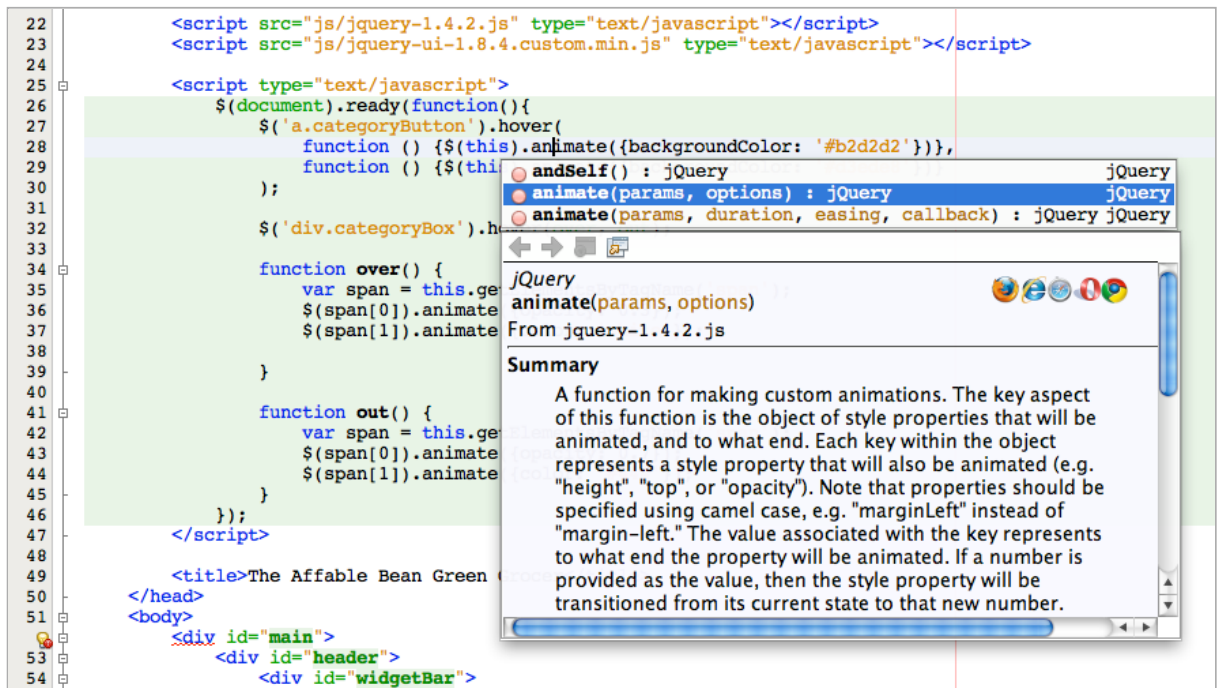 22 <script src="js/jquery-1.4.2.js" type="text/javascript"></script>
23 <script src="js/jquery-ui-1.8.4.custom.min.js" type="text/javascript"></script>
24
25 <script type="text/javascript">
26 $(document).ready(function(){
27 $('a.categoryButton').hover(
28 function () {$(this).animate({backgroundColor: '#b2d2d2'})},
29 function () {$(thi
andSelf() : jQuery jQuery
30 );
animate(params, options) : jQuery jQuery
31
animate(params, duration, easing, callback) : jQuery jQuery
32 $('div.categoryBox').h
33
34 function over() {
35 var span = this.ge
36 $(span[0]).animate
37 $(span[1]).animate
38
39 }
40
41 function out() {
42 var span = this.ge
43 $(span[0]).animate
44 $(span[1]).animate
45 }
46 });
47 </script>
48
49 <title>The Affable Bean Green
50 </head>
51 <body>
<div id="main">
53 <div id="header">
54 <div id="widgetBar">
jQuery
animate(params, options)
From jquery-1.4.2.js
Summary
A function for making custom animations. The key aspect
of this function is the object of style properties that will be
animated, and to what end. Each key within the object
represents a style property that will also be animated (e.g.
"height", "top", or "opacity"). Note that properties should be
specified using camel case, e.g. "marginLeft" instead of
"margin-left." The value associated with the key represents
to what end the property will be animated. If a number is
provided as the value, then the style property will be
transitioned from its current state to that new number.